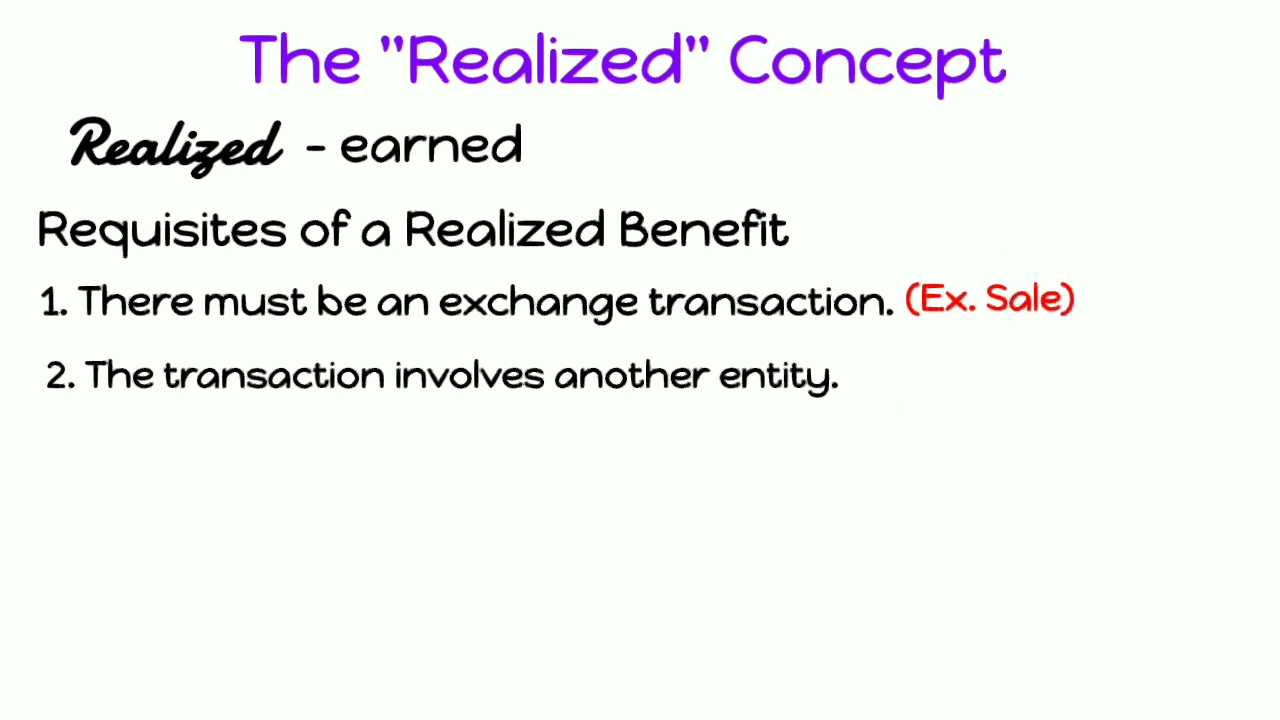 The "Realized" Concept
Realized - earned
Requisites of a Realized Benefit
1. There must be an exchange transaction. (Ex. Sale)
2. The transaction involves another entity.